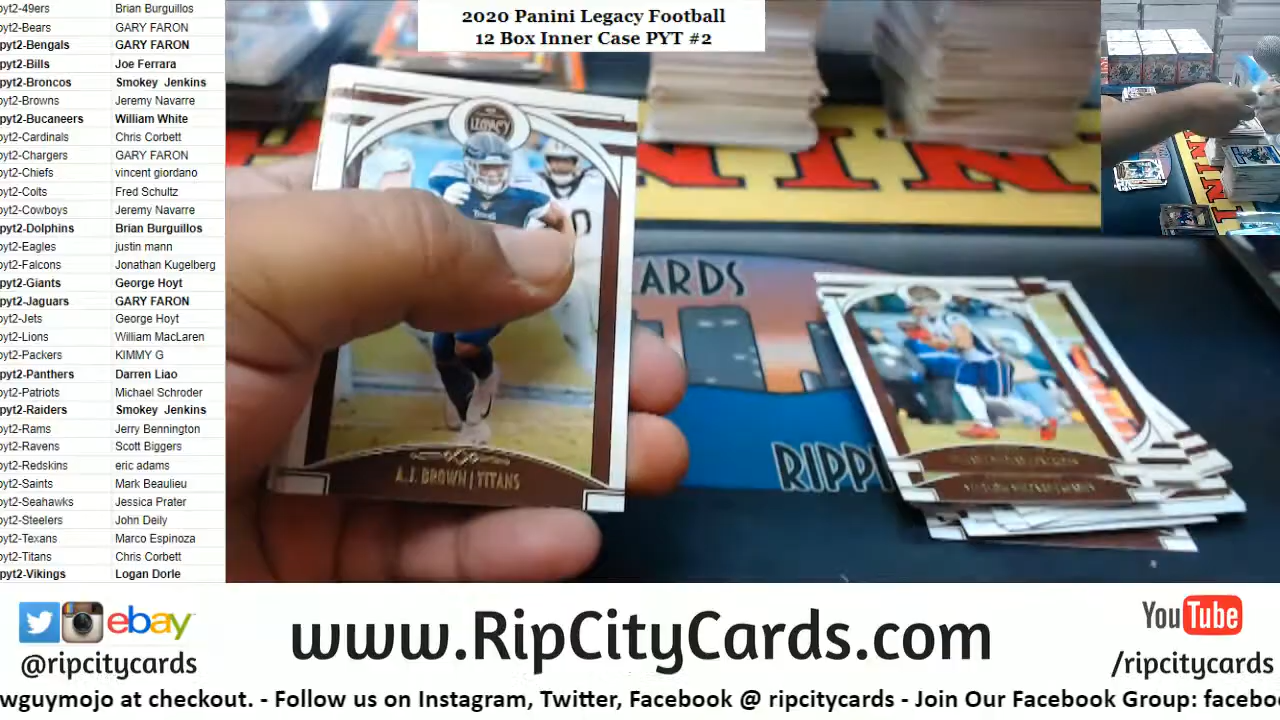 2020 Panini Legacy Football
12 Box Inner Case PYT #2
pyt2-49ers Brian Burguillos
pyt2-Bears GARY FARON
pyt2-Bengals GARY FARON
pyt2-Bills Joe Ferrara
pyt2-Broncos Smokey Jenkins
pyt2-Browns Jeremy Navarre
pyt2-Bucaneers William White
pyt2-Cardinals Chris Corbett
pyt2-Chargers GARY FARON
pyt2-Chiefs vincent giordano
pyt2-Colts Fred Schultz
pyt2-Cowboys Jeremy Navarre
pyt2-Dolphins Brian Burguillos
pyt2-Eagles justin mann
pyt2-Falcons Jonathan Kugelberg
pyt2-Giants George Hoyt
pyt2-Jaguars GARY FARON
pyt2-Jets George Hoyt
pyt2-Lions William MacLaren
pyt2-Packers KIMMY G
pyt2-Panthers Darren Liao
pyt2-Patriots Michael Schroder
pyt2-Raiders Smokey Jenkins
pyt2-Rams Jerry Bennington
pyt2-Ravens Scott Biggers
pyt2-Redskins eric adams
pyt2-Saints Mark Beaulieu
pyt2-Seahawks Jessica Prater
pyt2-Steelers John Deily
pyt2-Texans Marco Espinoza
pyt2-Titans Chris Corbett
pyt2-Vikings Logan Dorle
LEGACY
A.J. BROWN | TITANS
PANINI
CARDS
RIPP
ebay
@ripcitycards
www.RipCityCards.com
YouTube
/ripcitycards
wguymojo at checkout. - Follow us on Instagram, Twitter, Facebook @ ripcitycards - Join Our Facebook Group: facebo